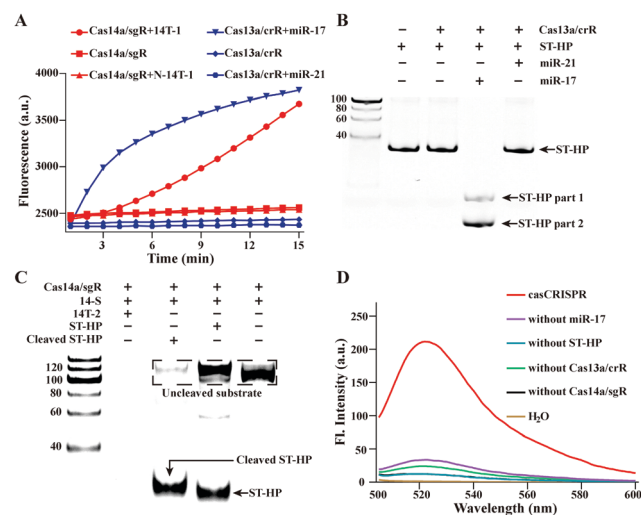 A
Cas14a/sgR+14T-1
Cas14a/sgR
Cas14a/sgR+N-14T-1
Cas13a/crR+miR-17
Cas13a/crR
Cas13a/crR+miR-21
Fluorescence (a.u.)
4000
3500
3000
2500
3 6 9 12 15
Time (min)
B
− + + + Cas13a/crR
+ + + + ST-HP
− − − + miR-21
− − + − miR-17
100
80
60
40
ST-HP
ST-HP part 1
ST-HP part 2
C
Cas14a/sgR + + + +
14-S + + + +
14T-2 + − − −
ST-HP − − + −
Cleaved ST-HP − + − −
120
100
80
60
40
Uncleaved substrate
Cleaved ST-HP
ST-HP
D
casCRISPR
without miR-17
without ST-HP
without Cas13a/crR
without Cas14a/sgR
H₂O
Fl. Intensity (a.u.)
250
200
150
100
50
0
500 520 540 560 580 600
Wavelength (nm)